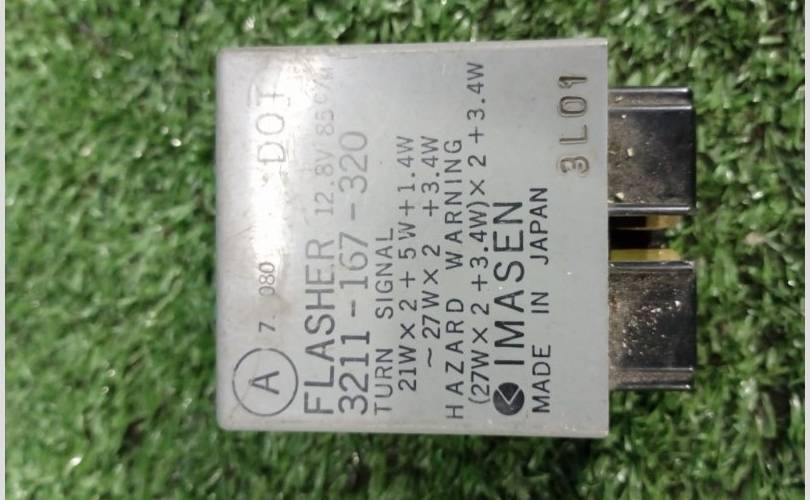 A 7. 080 DOT
FLASHER 12.8V 85C/M
3211-167-320
TURN SIGNAL
21W×2+5W+1.4W
~27W×2 +3.4W
HAZARD WARNING
(27W×2+3.4W)×2+3.4W
IMASEN
MADE IN JAPAN
3L01